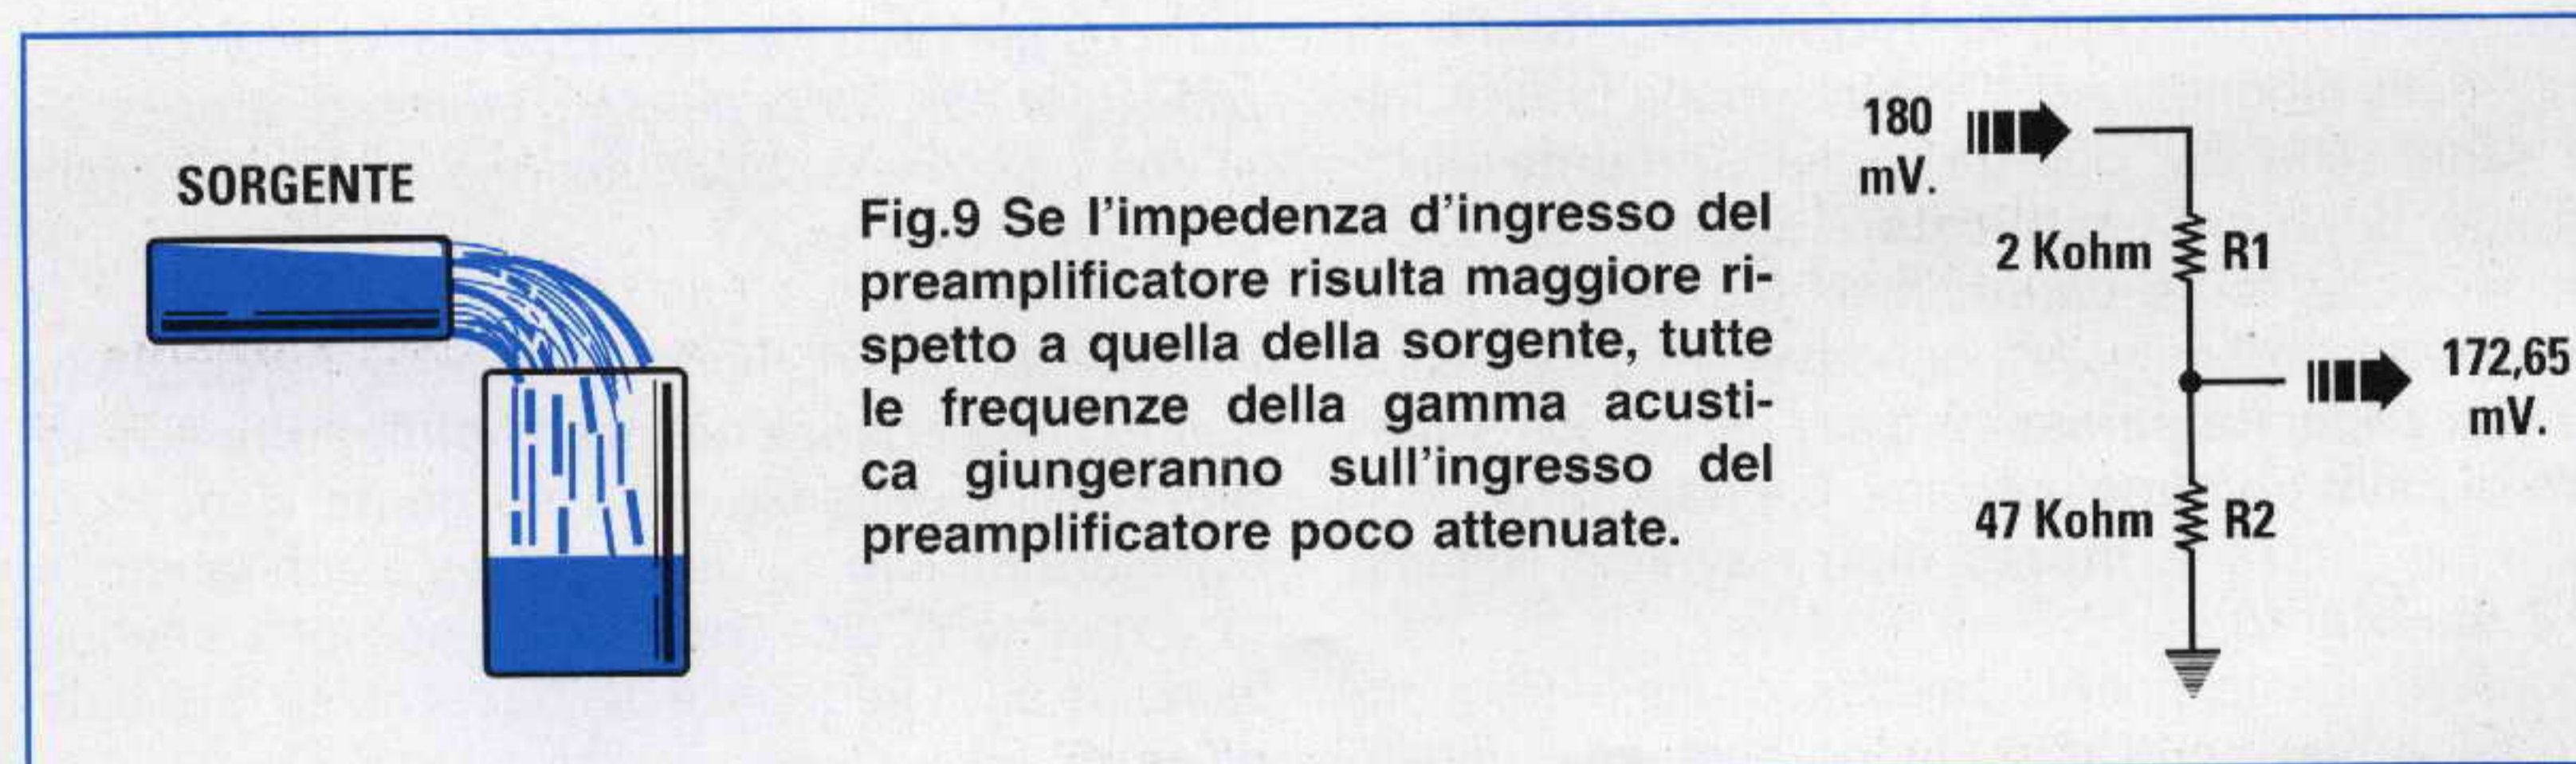 SORGENTE
Fig.9 Se l'impedenza d'ingresso del
preamplificatore risulta maggiore ri-
spetto a quella della sorgente, tutte
le frequenze della gamma acusti-
ca giungeranno sull'ingresso del
preamplificatore poco attenuate.
180
mV.
2 Kohm R1
172,65
mV.
47 Kohm R2